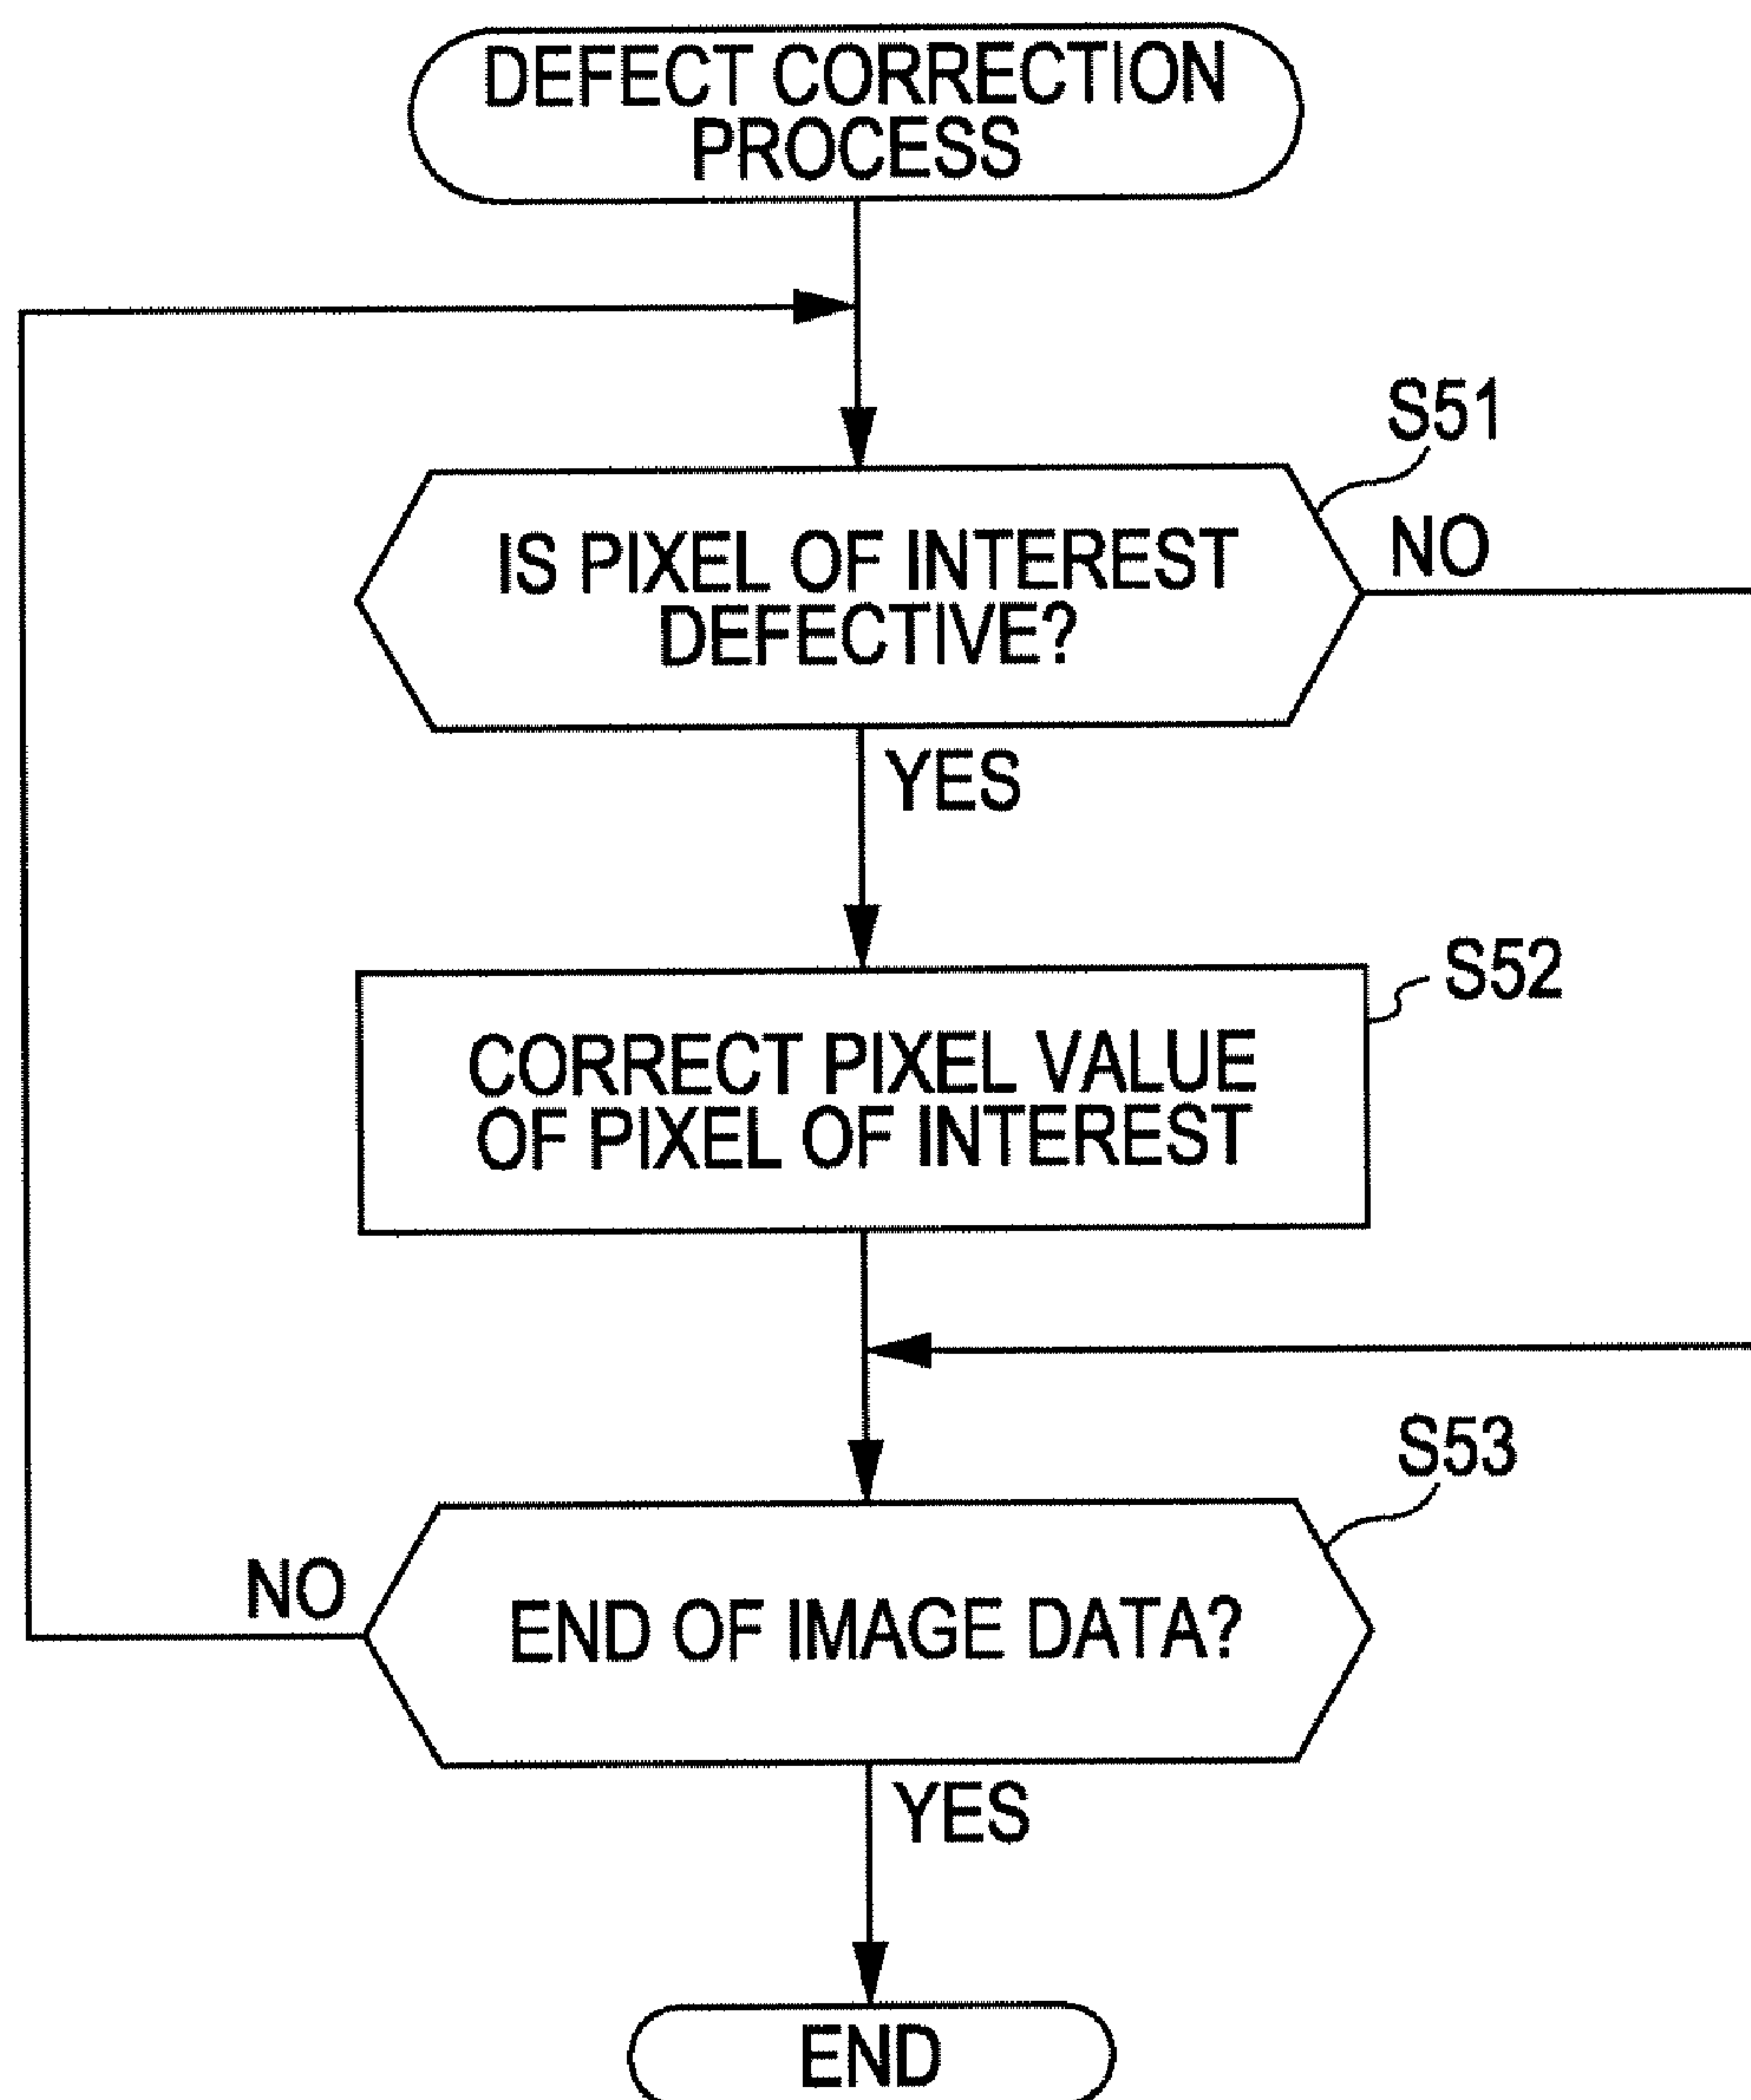 DEFECT CORRECTION
PROCESS
S51
IS PIXEL OF INTEREST
DEFECTIVE?
NO
YES
S52
CORRECT PIXEL VALUE
OF PIXEL OF INTEREST
S53
NO
END OF IMAGE DATA?
YES
END